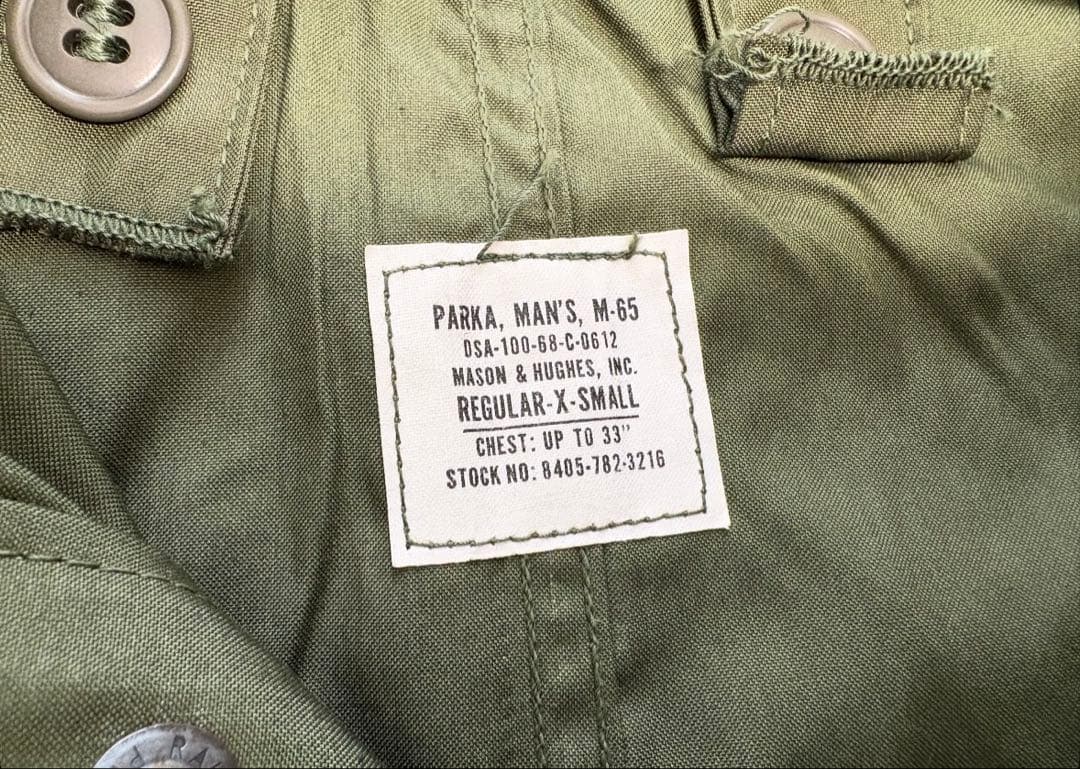 PARKA, MAN'S, M-65
DSA-100-68-C-0612
MASON & HUGHES, INC.
REGULAR-X-SMALL
CHEST: UP TO 33"
STOCK NO: 8405-782-3216